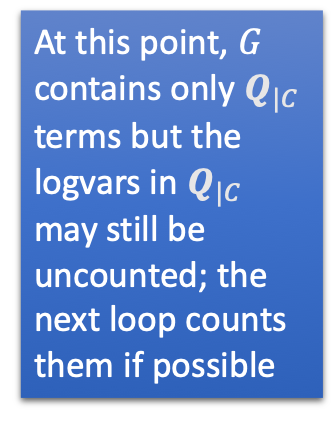 At this point, G
contains only Q|C
terms but the
logvars in Q|C
may still be
uncounted; the
next loop counts
them if possible